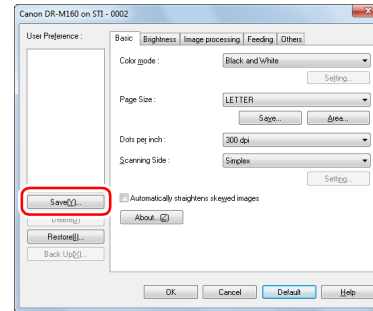 Canon DR-M160 on STI - 0002
User Preference :
Basic Brightness Image processing Feeding Others
Color mode : Black and White
Setting...
Page Size : LETTER
Save... Area...
Dots per inch : 300 dpi
Scanning Side : Simplex
Setting...
Save(Y)... Automatically straightens skewed images
Delete(J) About...(Z)
Restore(I)...
Back Up(X)...
OK Cancel Default Help